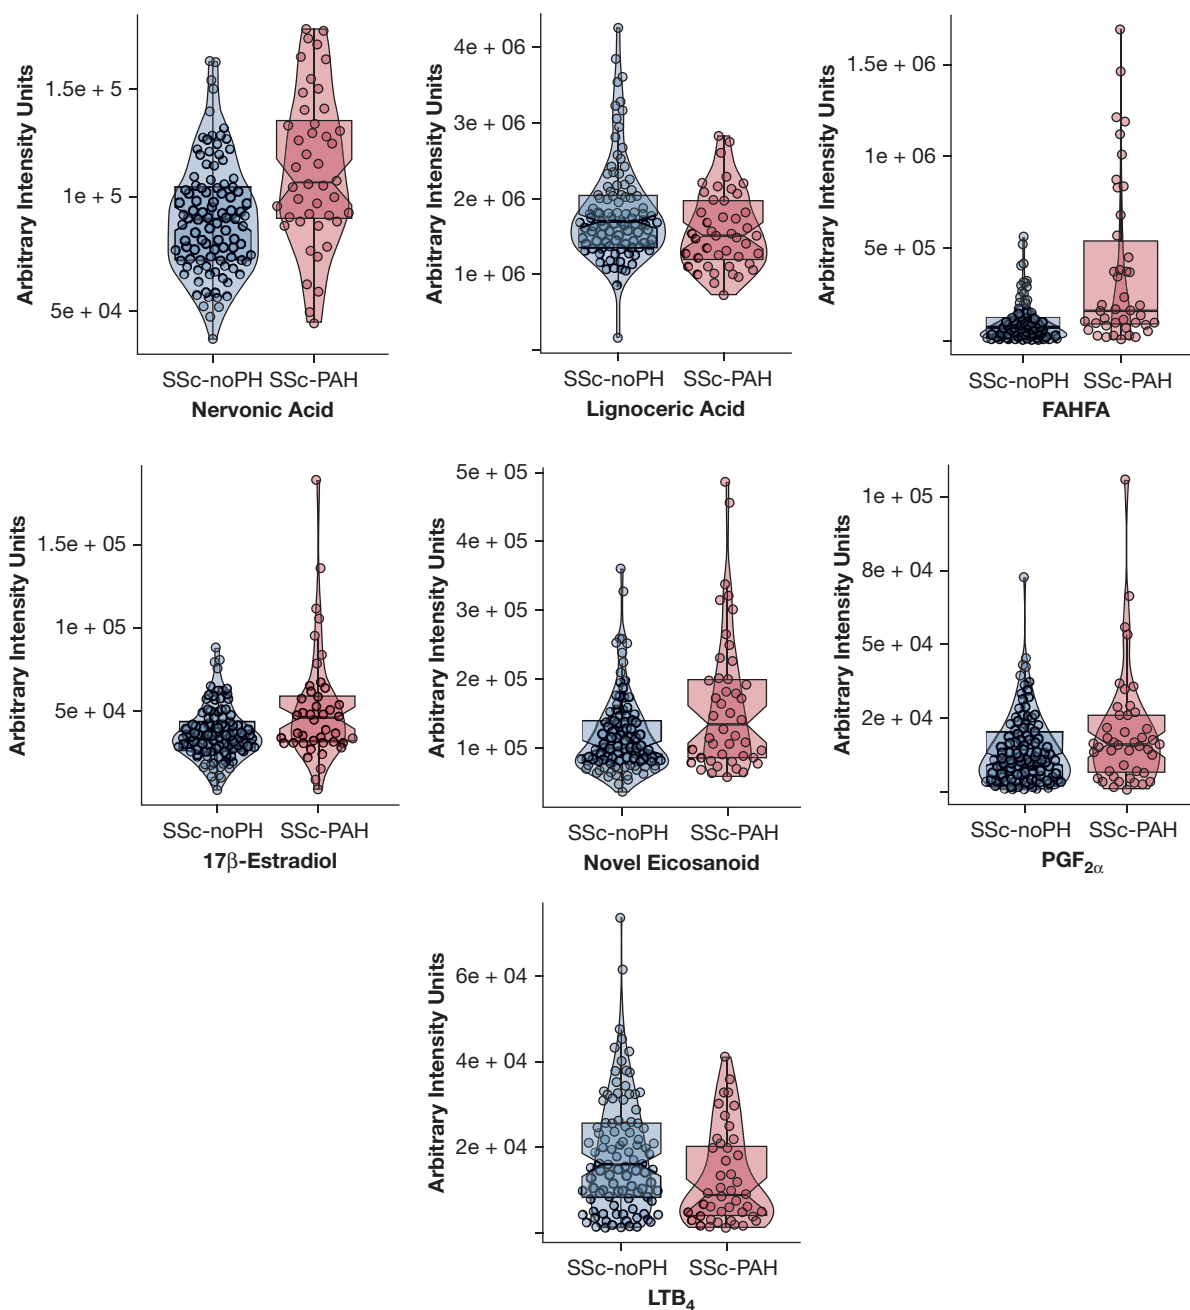 Arbitrary Intensity Units
1.5e + 5
1e + 5
5e + 04
SSc-noPH SSc-PAH
Nervonic Acid
Arbitrary Intensity Units
4e + 06
3e + 06
2e + 06
1e + 06
SSc-noPH SSc-PAH
Lignoceric Acid
Arbitrary Intensity Units
1.5e + 06
1e + 06
5e + 05
SSc-noPH SSc-PAH
FAHFA
Arbitrary Intensity Units
1.5e + 05
1e + 05
5e + 04
SSc-noPH SSc-PAH
17β-Estradiol
Arbitrary Intensity Units
5e + 05
4e + 05
3e + 05
2e + 05
1e + 05
SSc-noPH SSc-PAH
Novel Eicosanoid
Arbitrary Intensity Units
1e + 05
8e + 04
5e + 04
2e + 04
SSc-noPH SSc-PAH
PGF2α
Arbitrary Intensity Units
6e + 04
4e + 04
2e + 04
SSc-noPH SSc-PAH
LTB4